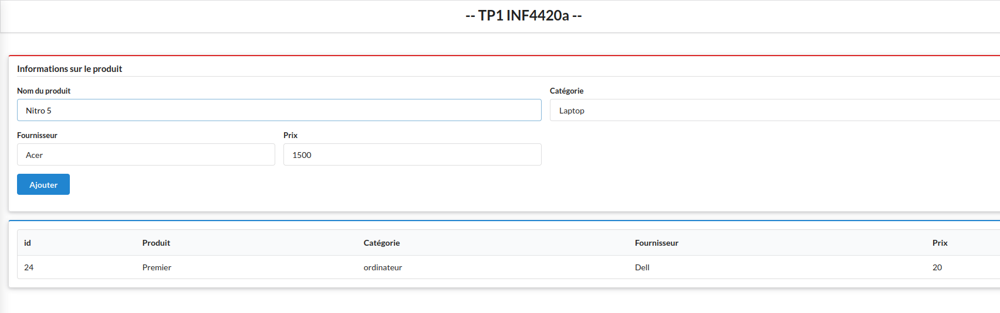 -- TP1 INF4420a --
Informations sur le produit
Nom du produit Catégorie
Nitro 5 Laptop
Fournisseur Prix
Acer 1500
Ajouter
id Produit Catégorie Fournisseur Prix
24 Premier ordinateur Dell 20